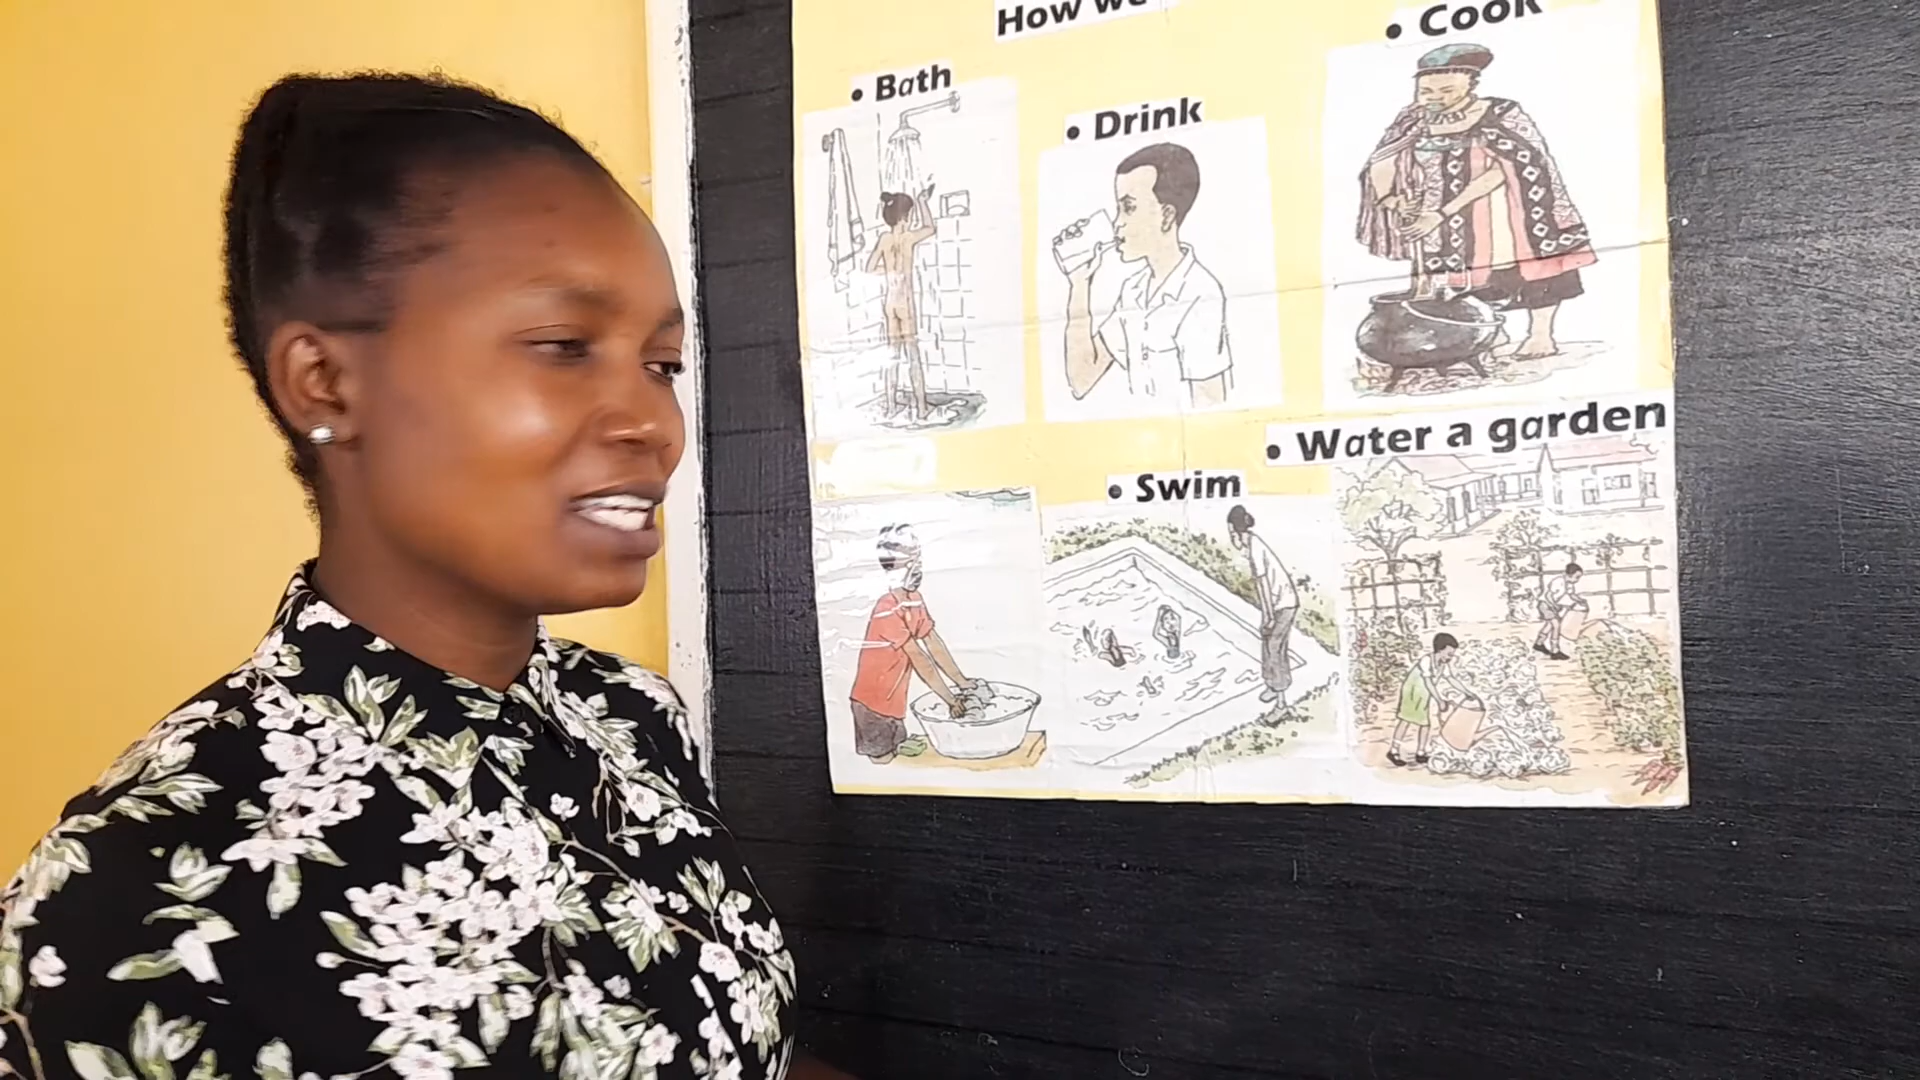 How we
• Cook
• Bath
• Drink
• Water a garden
• Swim